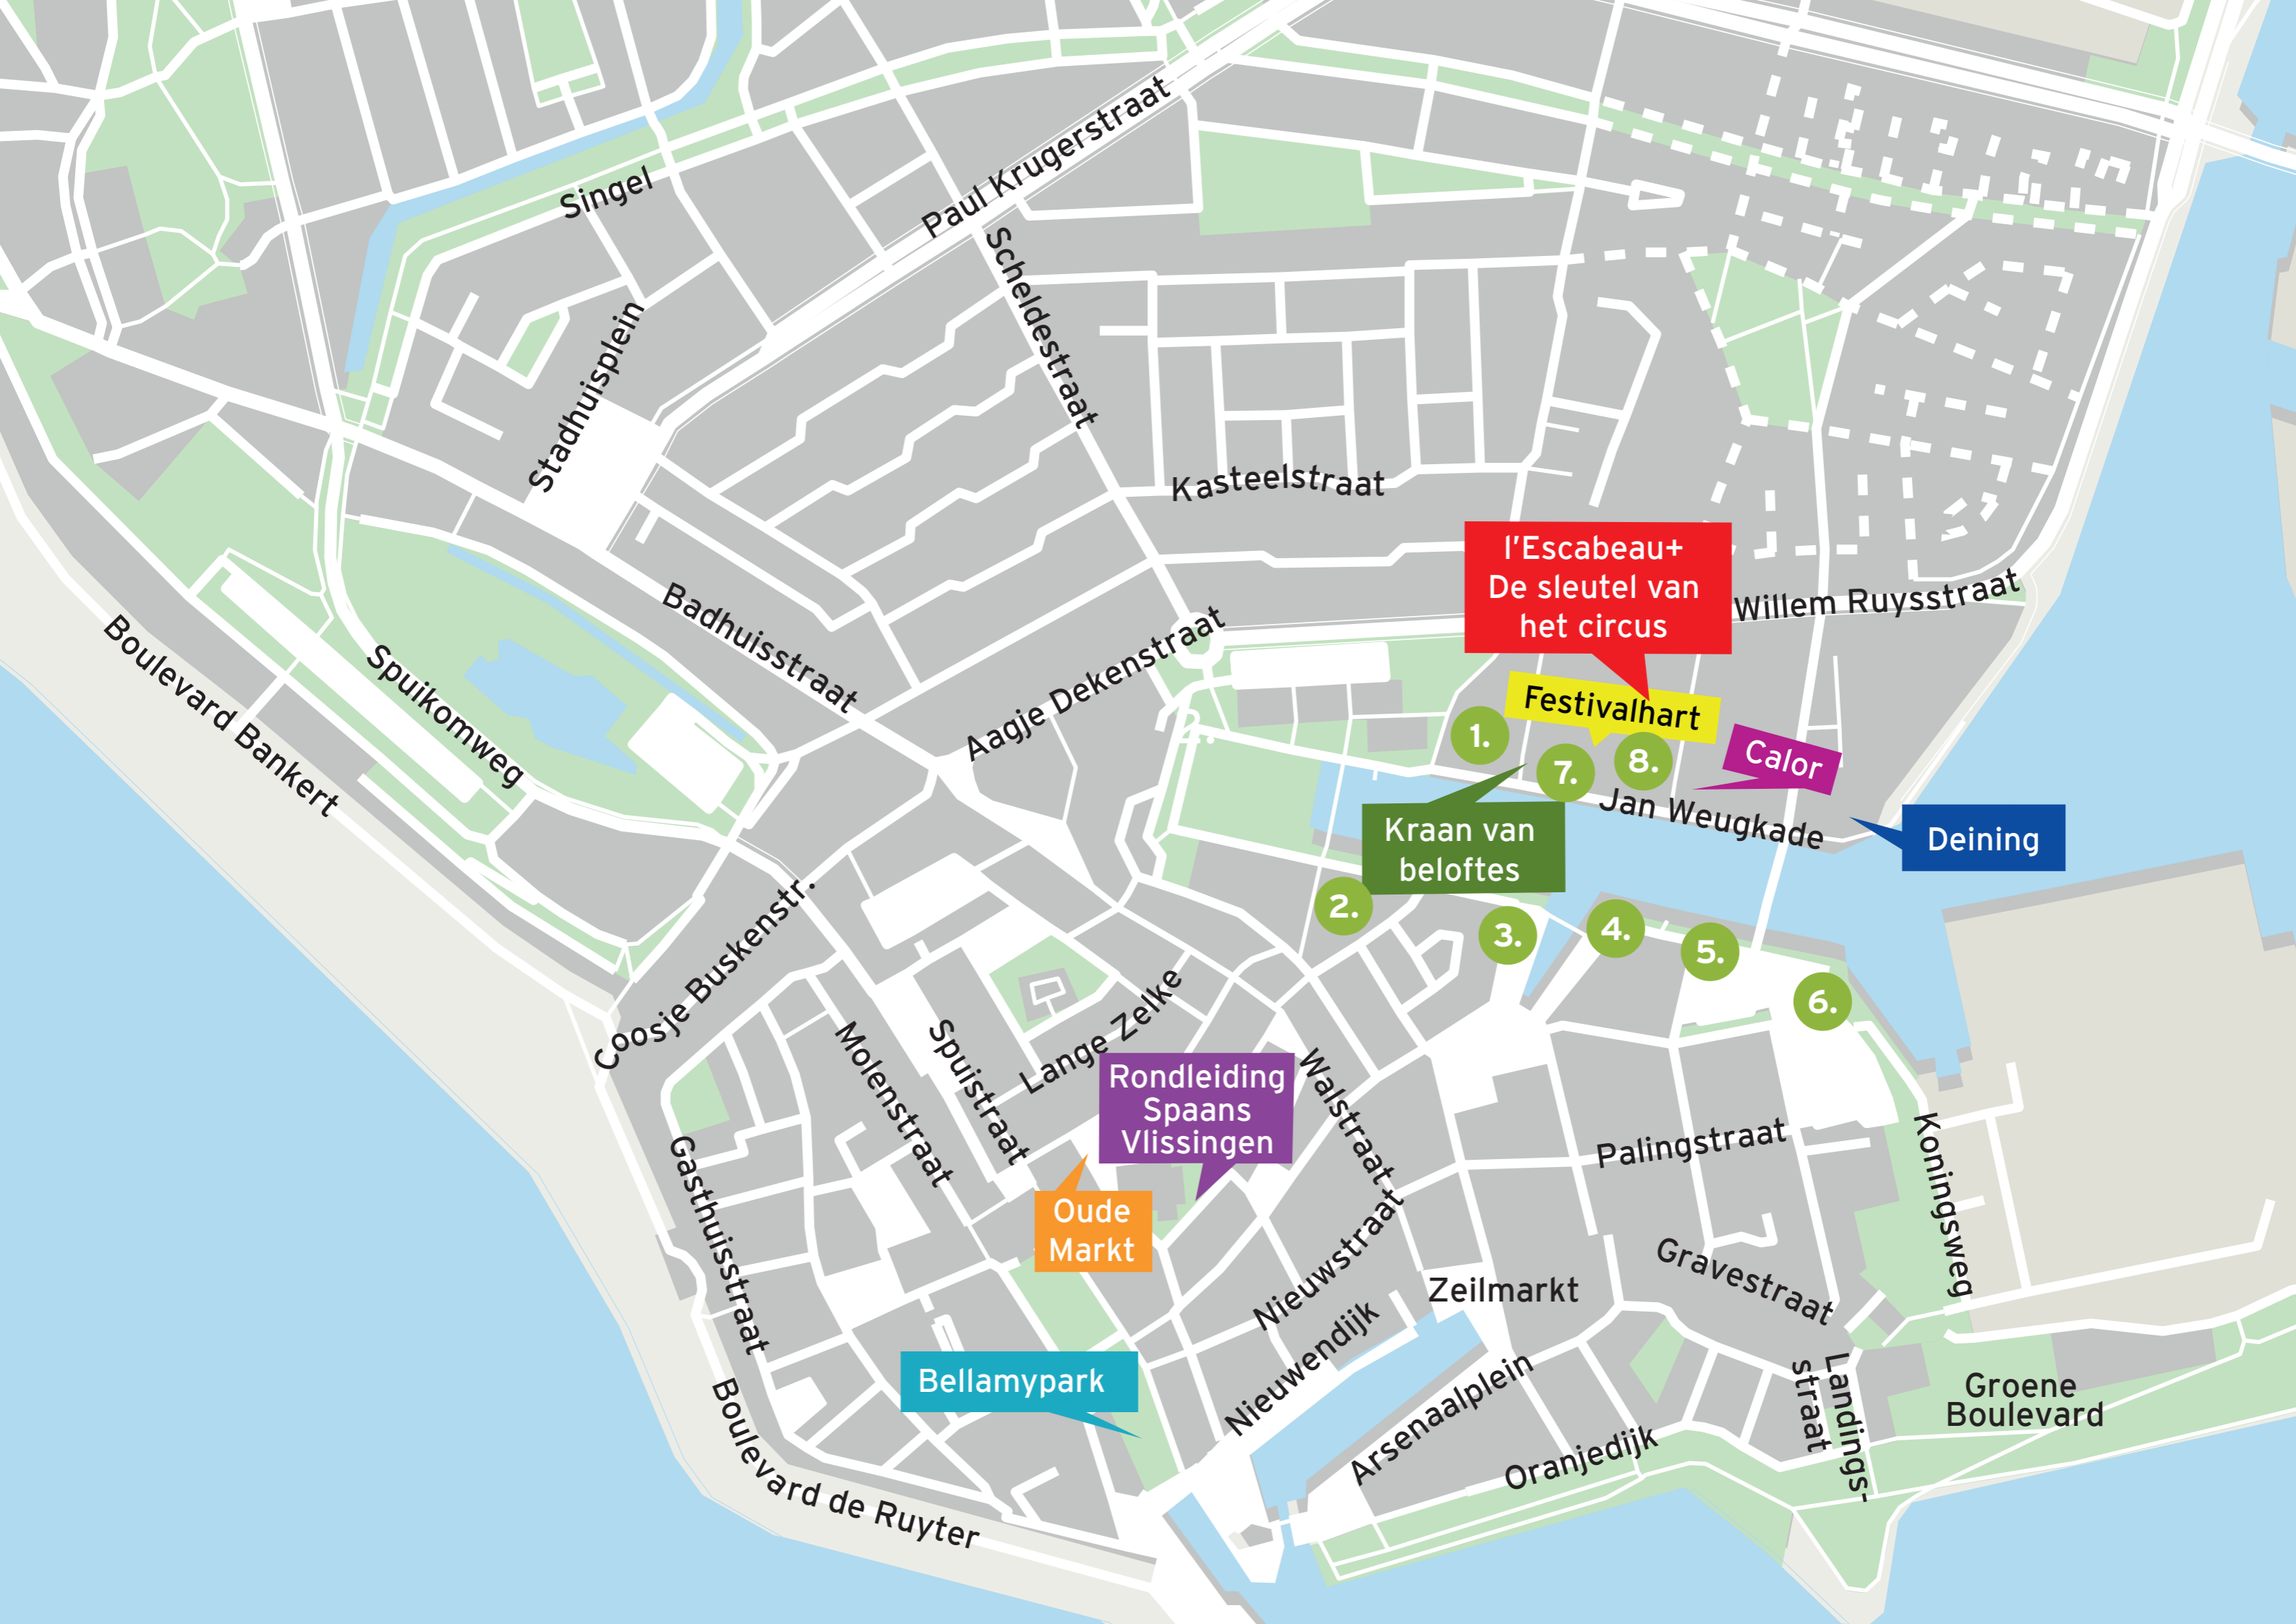 Singel
Paul Krugerstraat
Scheldestraat
Stadhuisplein
Kasteelstraat
l'Escabeau+
De sleutel van
het circus
Willem Ruysstraat
Badhuisstraat
Aagje Dekenstraat
Boulevard Bankert
Spuikomweg
Festivalhart
2.
1.
7.
8.
Calor
Jan Weugkade
Kraan van
beloftes
Deining
2.
3.
4.
5.
6.
Coosje Buskenstr.
Molenstraat
Spuistraat
Lange Zelke
Rondleiding
Spaans
Vlissingen
Walstraat
Palingstraat
Koningsweg
Gasthuisstraat
Oude
Markt
Nieuwstraat
Zeilmarkt
Gravestraat
Nieuwendijk
Bellamypark
Arsenaalplein
Landings-
straat
Groene
Boulevard
Oranjedijk
Boulevard de Ruyter